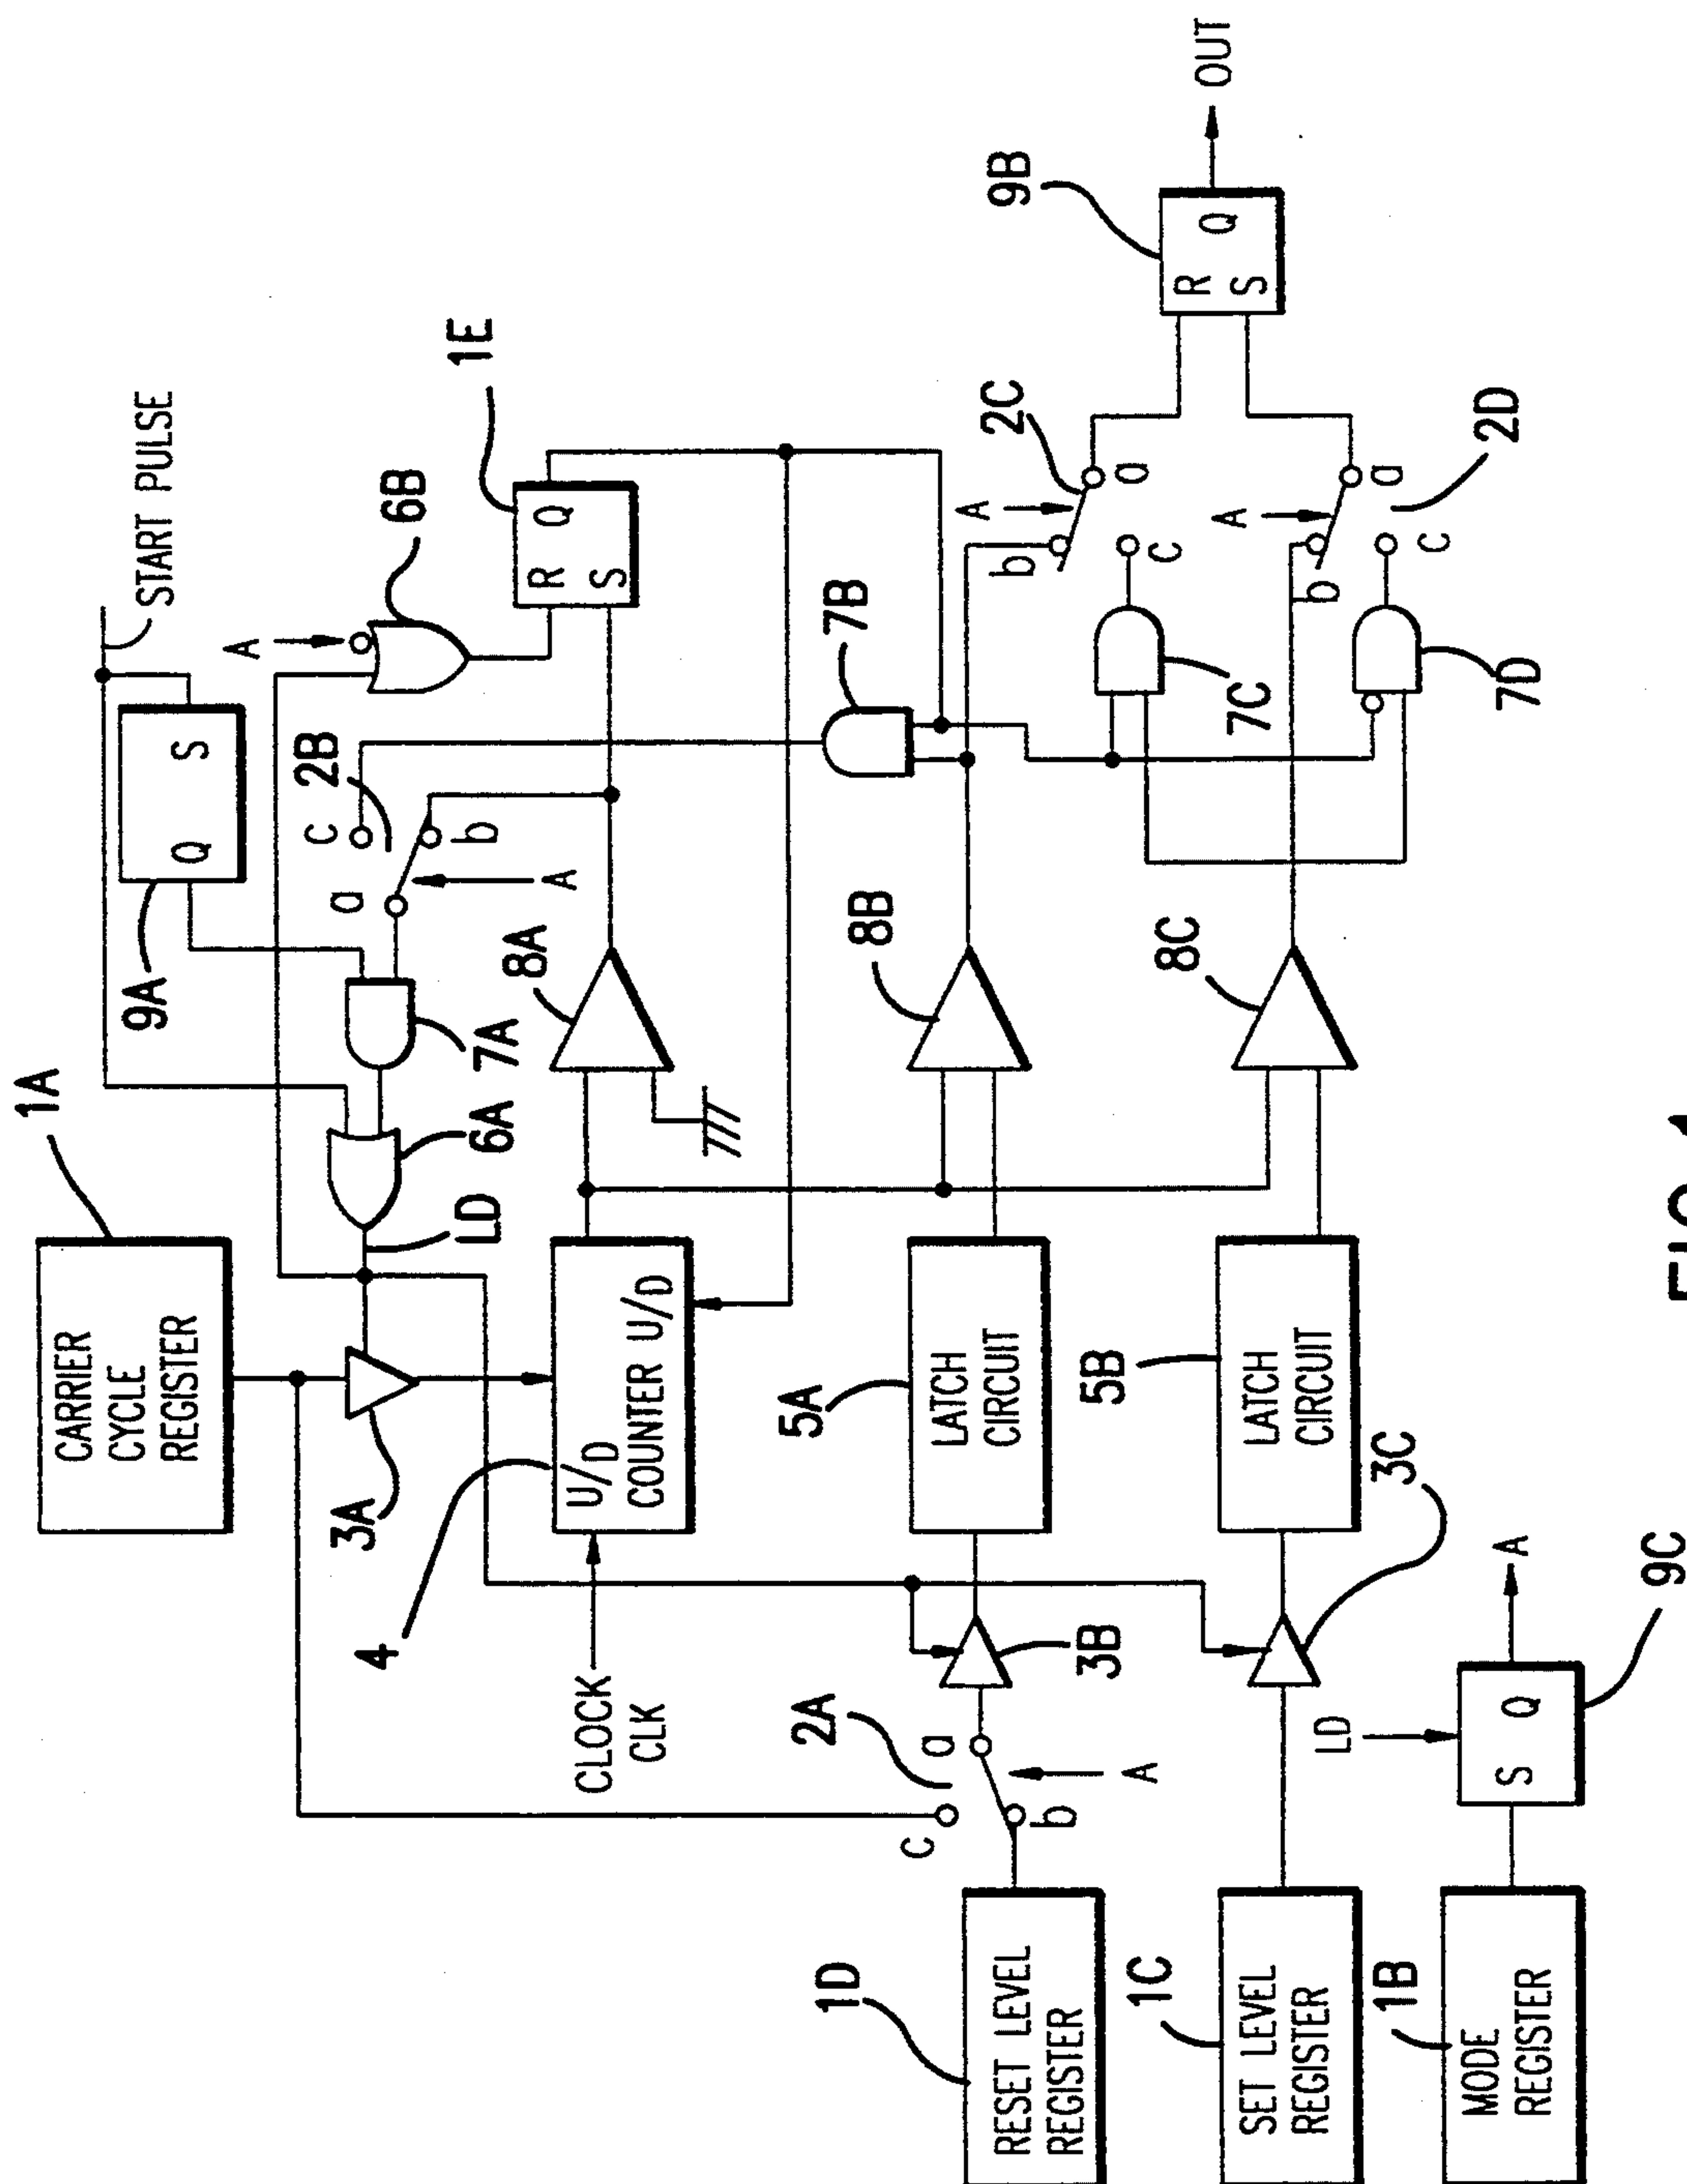 1A
CARRIER
CYCLE
REGISTER
START PULSE
9A
Q
S
A
6B
2B
c
a
b
A
7A
6A
LD
3A
1E
R
Q
S
8A
4
U/D
COUNTER U/D
CLOCK
CLK
7B
8B
5A
LATCH
CIRCUIT
3B
2A
a
c
b
A
1D
RESET LEVEL
REGISTER
2C
A
b
a
c
7C
9B
R
Q
S
OUT
2D
A
b
a
c
7D
8C
5B
LATCH
CIRCUIT
3C
1C
SET LEVEL
REGISTER
1B
MODE
REGISTER
LD
S
Q
A
9C